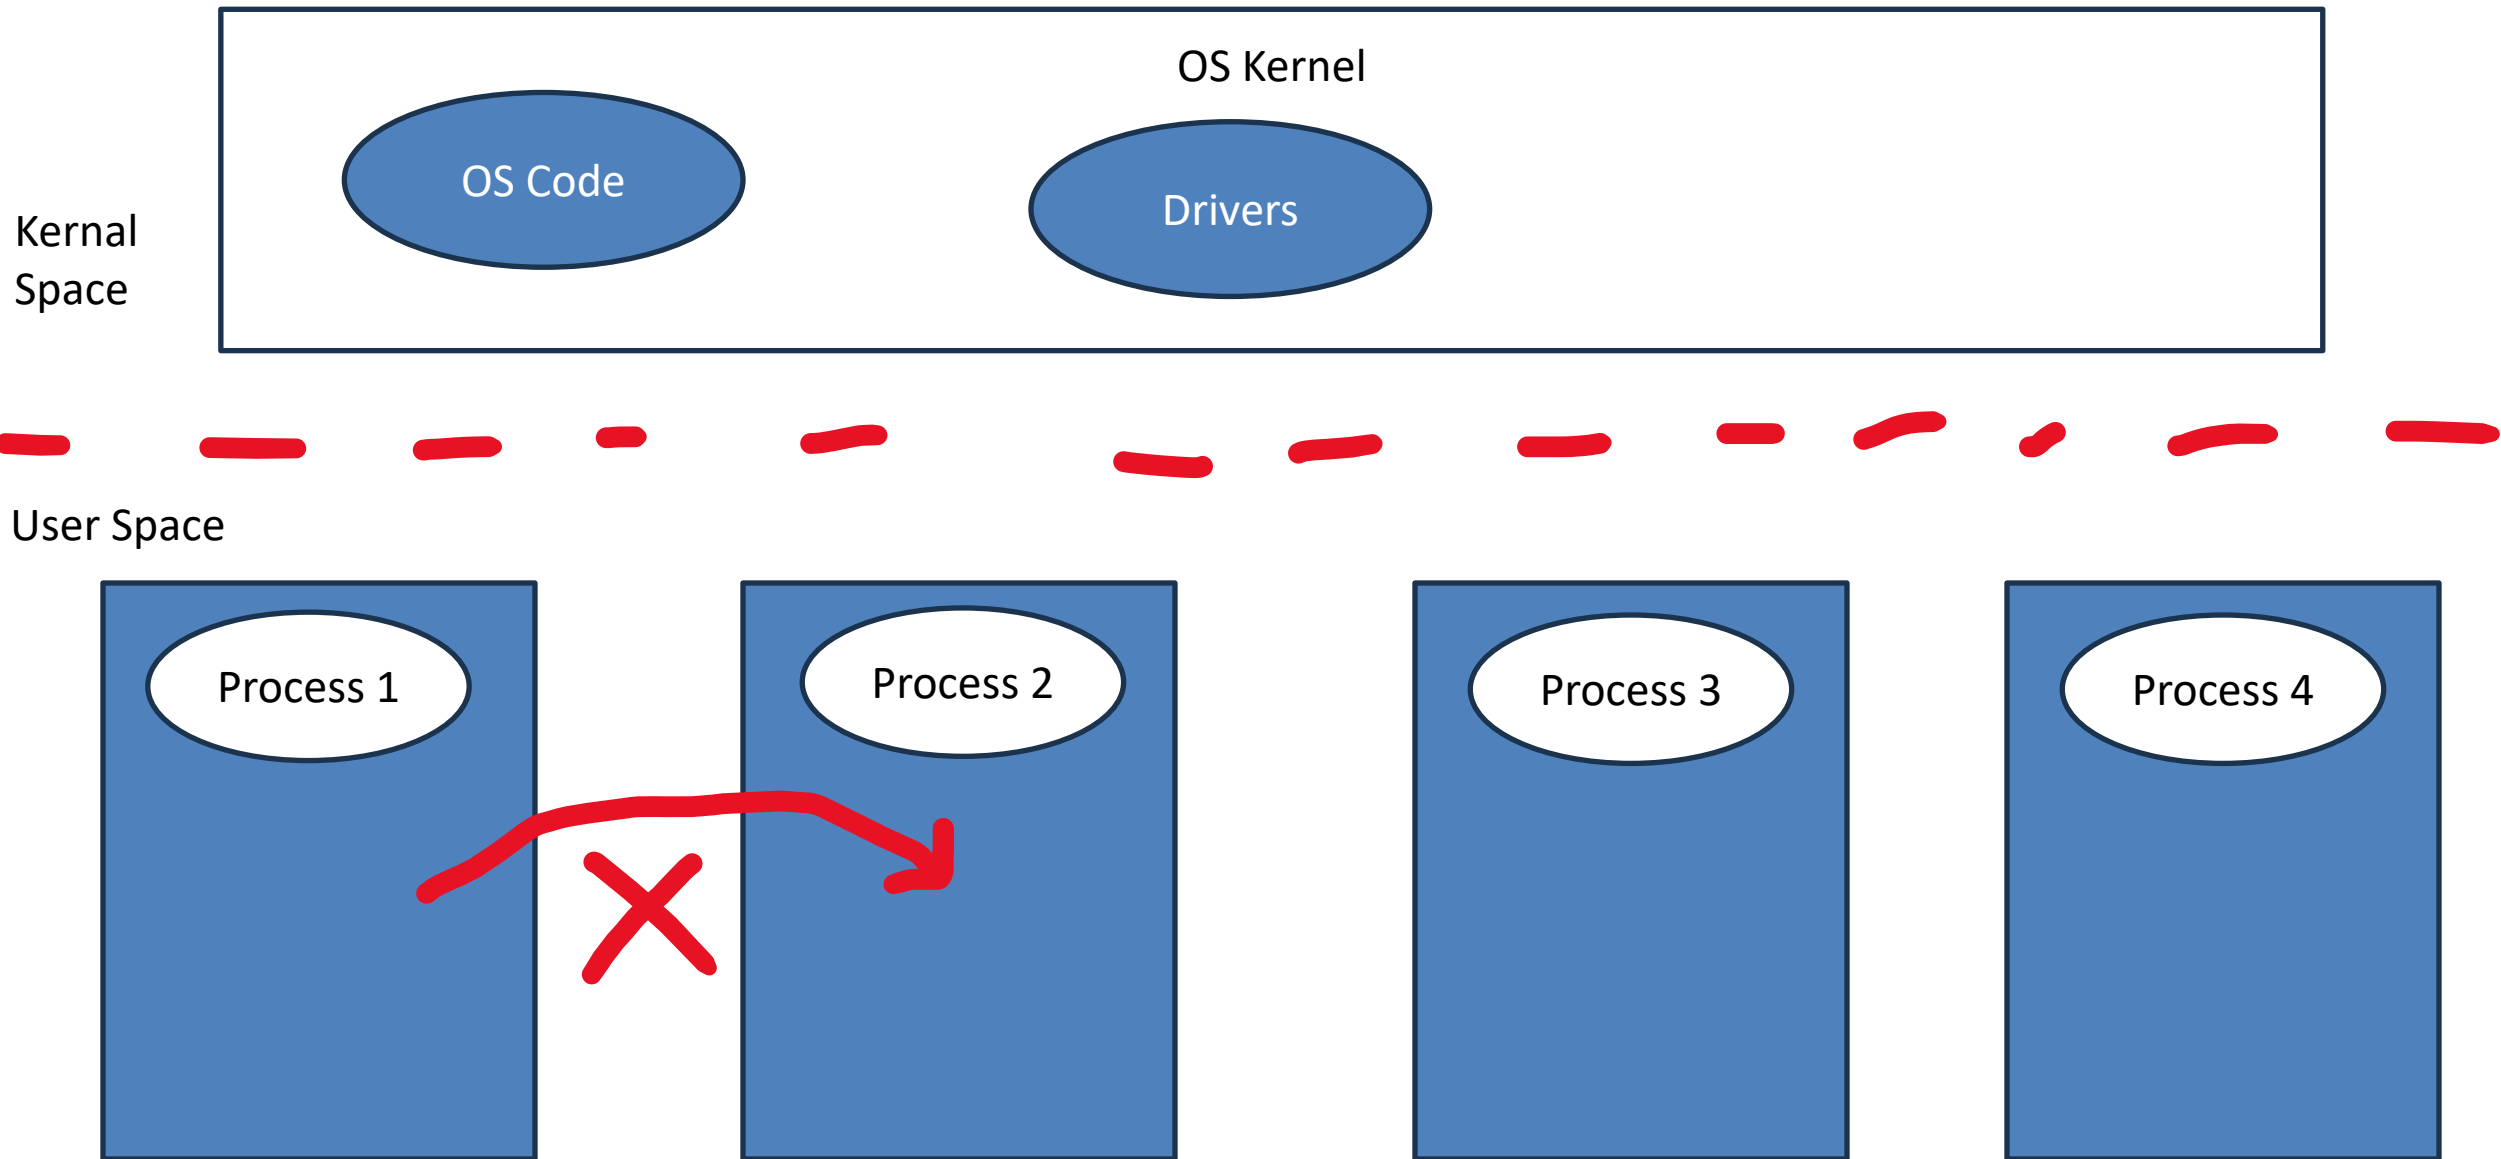 OS Kernel
OS Code
Drivers
Kernal
Space
User Space
Process 1
Process 2
Process 3
Process 4